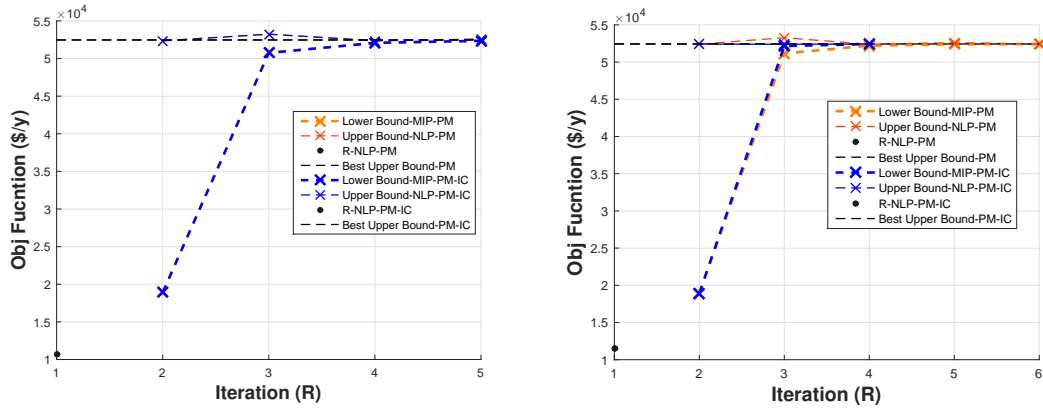 ×10⁴
5.5
5
4.5
4
3.5
3
2.5
2
1.5
1
Obj Fucntion ($/y)
1 2 3 4 5
Iteration (R)
Lower Bound-MIP-PM
Upper Bound-NLP-PM
R-NLP-PM
Best Upper Bound-PM
Lower Bound-MIP-PM-IC
Upper Bound-NLP-PM-IC
R-NLP-PM-IC
Best Upper Bound-PM-IC
×10⁴
5.5
5
4.5
4
3.5
3
2.5
2
1.5
1
Obj Fucntion ($/y)
1 2 3 4 5 6
Iteration (R)
Lower Bound-MIP-PM
Upper Bound-NLP-PM
R-NLP-PM
Best Upper Bound-PM
Lower Bound-MIP-PM-IC
Upper Bound-NLP-PM-IC
R-NLP-PM-IC
Best Upper Bound-PM-IC